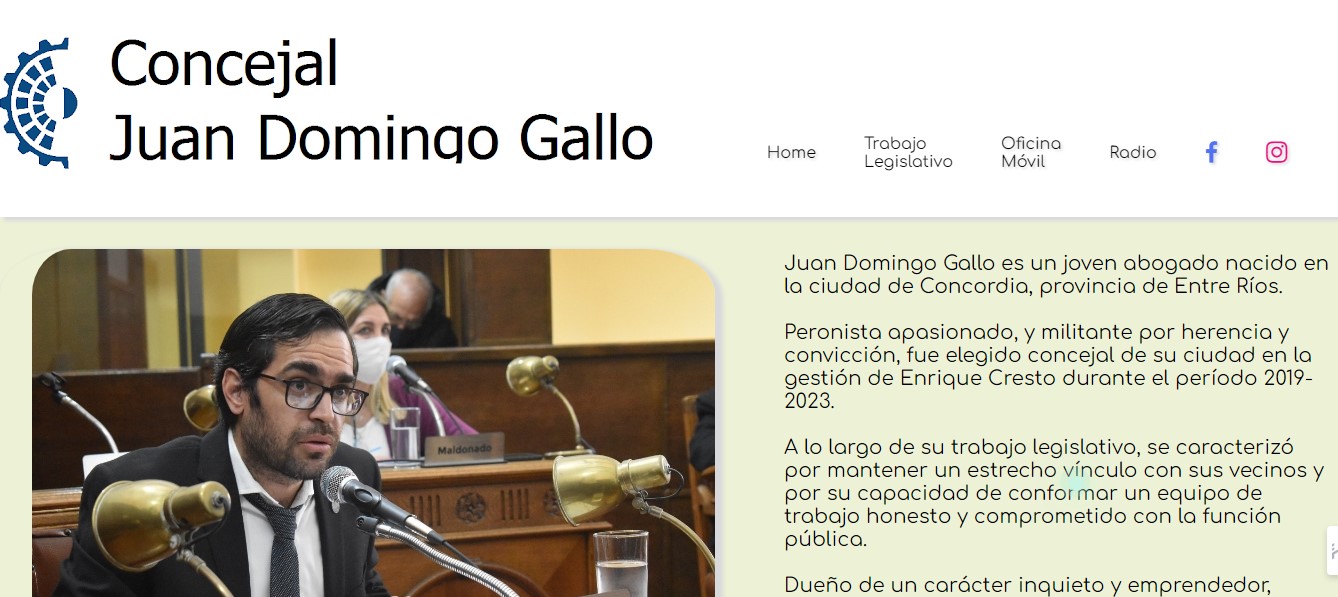 Concejal
Juan Domingo Gallo
Home
Trabajo
Legislativo
Oficina
Móvil
Radio
Maldonado
Juan Domingo Gallo es un joven abogado nacido en
la ciudad de Concordia, provincia de Entre Ríos.
Peronista apasionado, y militante por herencia y
convicción, fue elegido concejal de su ciudad en la
gestión de Enrique Cresto durante el período 2019-
2023.
A lo largo de su trabajo legislativo, se caracterizó
por mantener un estrecho vínculo con sus vecinos y
por su capacidad de conformar un equipo de
trabajo honesto y comprometido con la función
pública.
Dueño de un carácter inquieto y emprendedor,